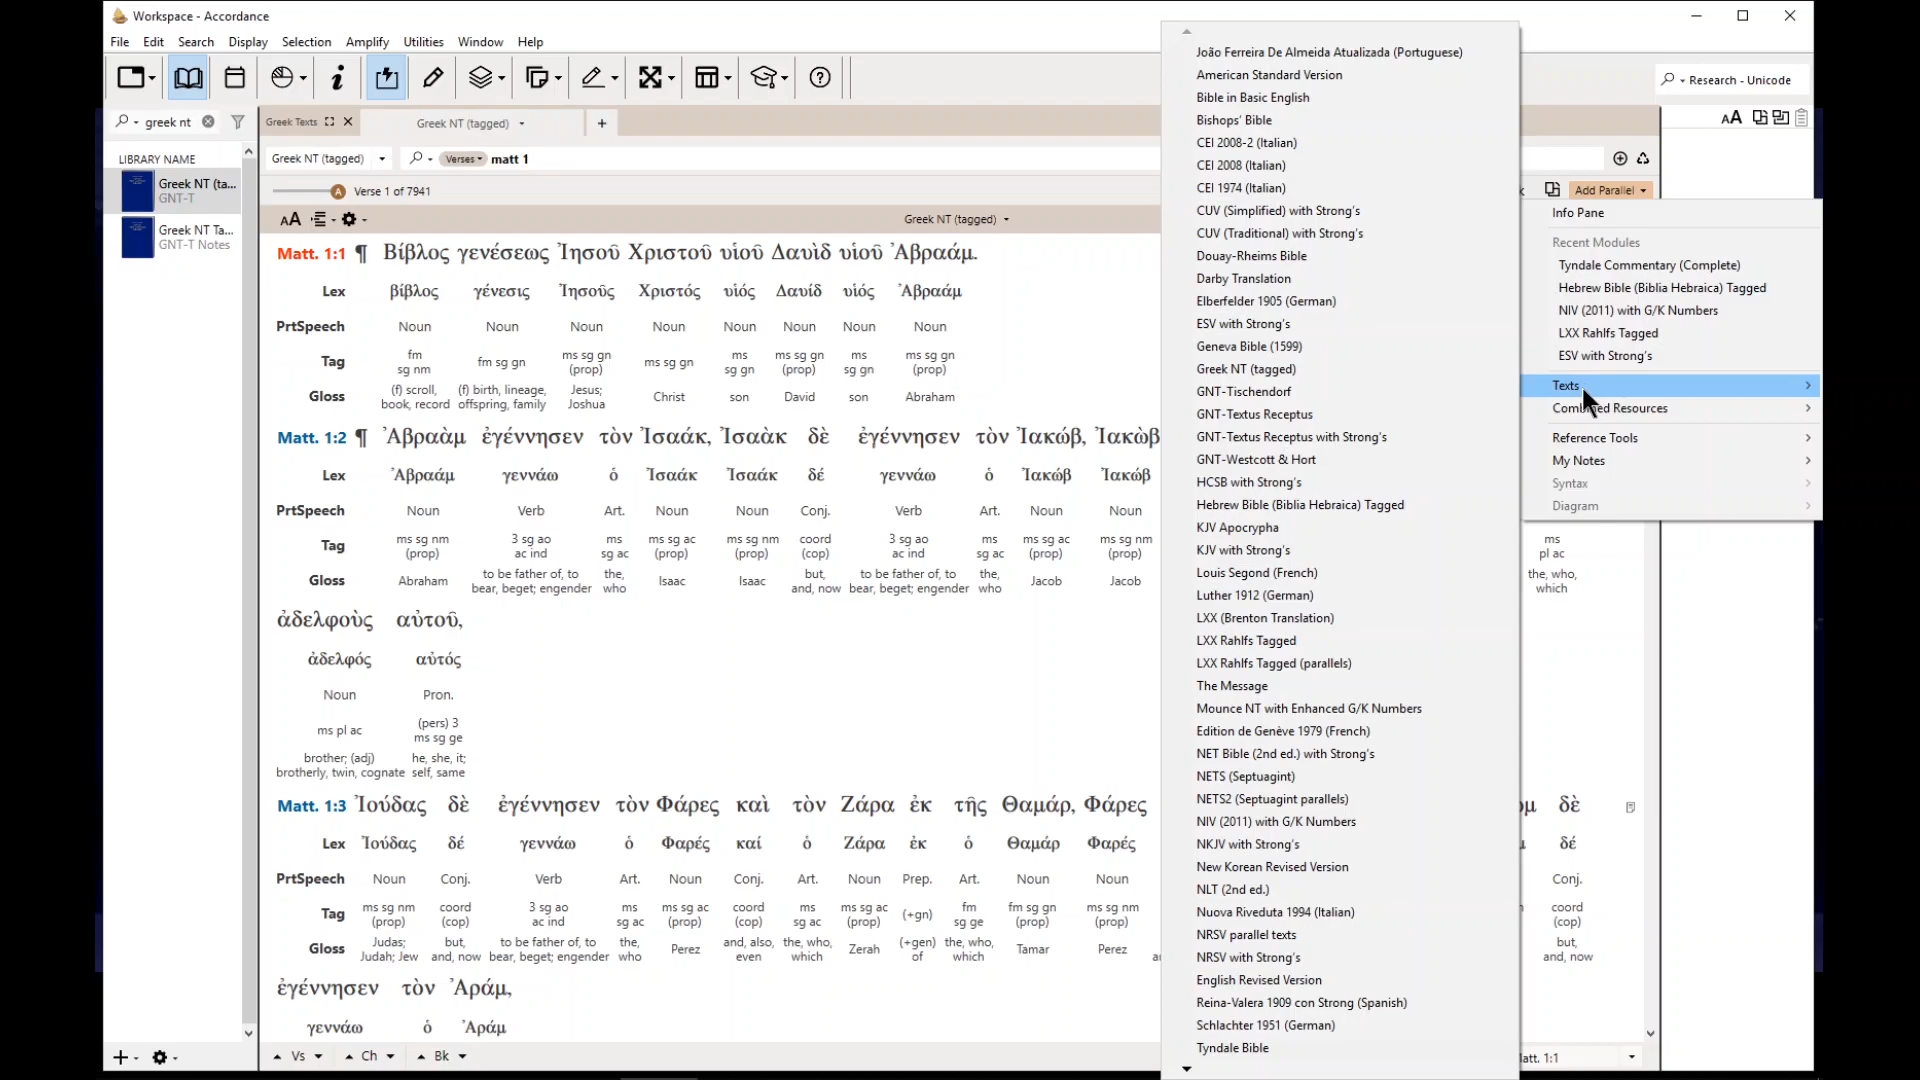 Workspace - Accordance
File Edit Search Display Selection Amplify Utilities Window Help
Research - Unicode
greek nt
LIBRARY NAME
Greek NT (ta...
GNT-T
Greek NT Ta...
GNT-T Notes
Greek Texts
Greek NT (tagged)
Greek NT (tagged) Verses matt 1
Verse 1 of 7941
Add Parallel
Greek NT (tagged)
Matt. 1:1 ¶ Βίβλος γενέσεως Ἰησοῦ Χριστοῦ υἱοῦ Δαυὶδ υἱοῦ Ἀβραάμ.
Lex βίβλος γένεσις Ἰησοῦς Χριστός υἱός Δαυίδ υἱός Ἀβραάμ
PrtSpeech Noun Noun Noun Noun Noun Noun Noun Noun
Tag fm sg nm fm sg gn ms sg gn (prop) ms sg gn ms sg gn ms sg gn (prop) ms sg gn ms sg gn (prop)
Gloss (f) scroll, book, record (f) birth, lineage, offspring, family Jesus; Joshua Christ son David son Abraham
Matt. 1:2 ¶ Ἀβραὰμ ἐγέννησεν τὸν Ἰσαάκ, Ἰσαὰκ δὲ ἐγέννησεν τὸν Ἰακώβ, Ἰακὼβ
Lex Ἀβραάμ γεννάω ὁ Ἰσαάκ Ἰσαάκ δέ γεννάω ὁ Ἰακώβ Ἰακώβ
PrtSpeech Noun Verb Art. Noun Noun Conj. Verb Art. Noun Noun
Tag ms sg nm (prop) 3 sg ao ac ind ms sg ac ms sg ac (prop) ms sg nm (prop) coord (cop) 3 sg ao ac ind ms sg ac ms sg ac (prop) ms sg nm (prop) ms pl ac
Gloss Abraham to be father of, to bear, beget; engender the, who Isaac Isaac but, and, now to be father of, to bear, beget; engender the, who Jacob Jacob the, who, which
ἀδελφοὺς αὐτοῦ,
ἀδελφός αὐτός
Noun Pron.
ms pl ac (pers) 3 ms sg ge
brother; (adj) brotherly, twin, cognate he, she, it; self, same
Matt. 1:3 Ἰούδας δὲ ἐγέννησεν τὸν Φάρες καὶ τὸν Ζάρα ἐκ τῆς Θαμάρ, Φάρες δὲ
Lex Ἰούδας δέ γεννάω ὁ Φαρές καί ὁ Ζάρα ἐκ ὁ Θαμάρ Φαρές δέ
PrtSpeech Noun Conj. Verb Art. Noun Conj. Art. Noun Prep. Art. Noun Noun Conj.
Tag ms sg nm (prop) coord (cop) 3 sg ao ac ind ms sg ac ms sg ac (prop) coord (cop) ms sg ac ms sg ac (prop) (+gn) fm sg ge fm sg gn (prop) ms sg nm (prop) coord (cop)
Gloss Judas; Judah; Jew but, and, now to be father of, to bear, beget; engender the, who Perez and, also, even the, who, which Zerah (+gen) of the, who, which Tamar Perez but, and, now
ἐγέννησεν τὸν Ἀράμ,
γεννάω ὁ Ἀράμ
Vs Ch Bk
att. 1:1
João Ferreira De Almeida Atualizada (Portuguese)
American Standard Version
Bible in Basic English
Bishops' Bible
CEI 2008-2 (Italian)
CEI 2008 (Italian)
CEI 1974 (Italian)
CUV (Simplified) with Strong's
CUV (Traditional) with Strong's
Douay-Rheims Bible
Darby Translation
Elberfelder 1905 (German)
ESV with Strong's
Geneva Bible (1599)
Greek NT (tagged)
GNT-Tischendorf
GNT-Textus Receptus
GNT-Textus Receptus with Strong's
GNT-Westcott & Hort
HCSB with Strong's
Hebrew Bible (Biblia Hebraica) Tagged
KJV Apocrypha
KJV with Strong's
Louis Segond (French)
Luther 1912 (German)
LXX (Brenton Translation)
LXX Rahlfs Tagged
LXX Rahlfs Tagged (parallels)
The Message
Mounce NT with Enhanced G/K Numbers
Edition de Genève 1979 (French)
NET Bible (2nd ed.) with Strong's
NETS (Septuagint)
NETS2 (Septuagint parallels)
NIV (2011) with G/K Numbers
NKJV with Strong's
New Korean Revised Version
NLT (2nd ed.)
Nuova Riveduta 1994 (Italian)
NRSV parallel texts
NRSV with Strong's
English Revised Version
Reina-Valera 1909 con Strong (Spanish)
Schlachter 1951 (German)
Tyndale Bible
Info Pane
Recent Modules
Tyndale Commentary (Complete)
Hebrew Bible (Biblia Hebraica) Tagged
NIV (2011) with G/K Numbers
LXX Rahlfs Tagged
ESV with Strong's
Texts
Combined Resources
Reference Tools
My Notes
Syntax
Diagram